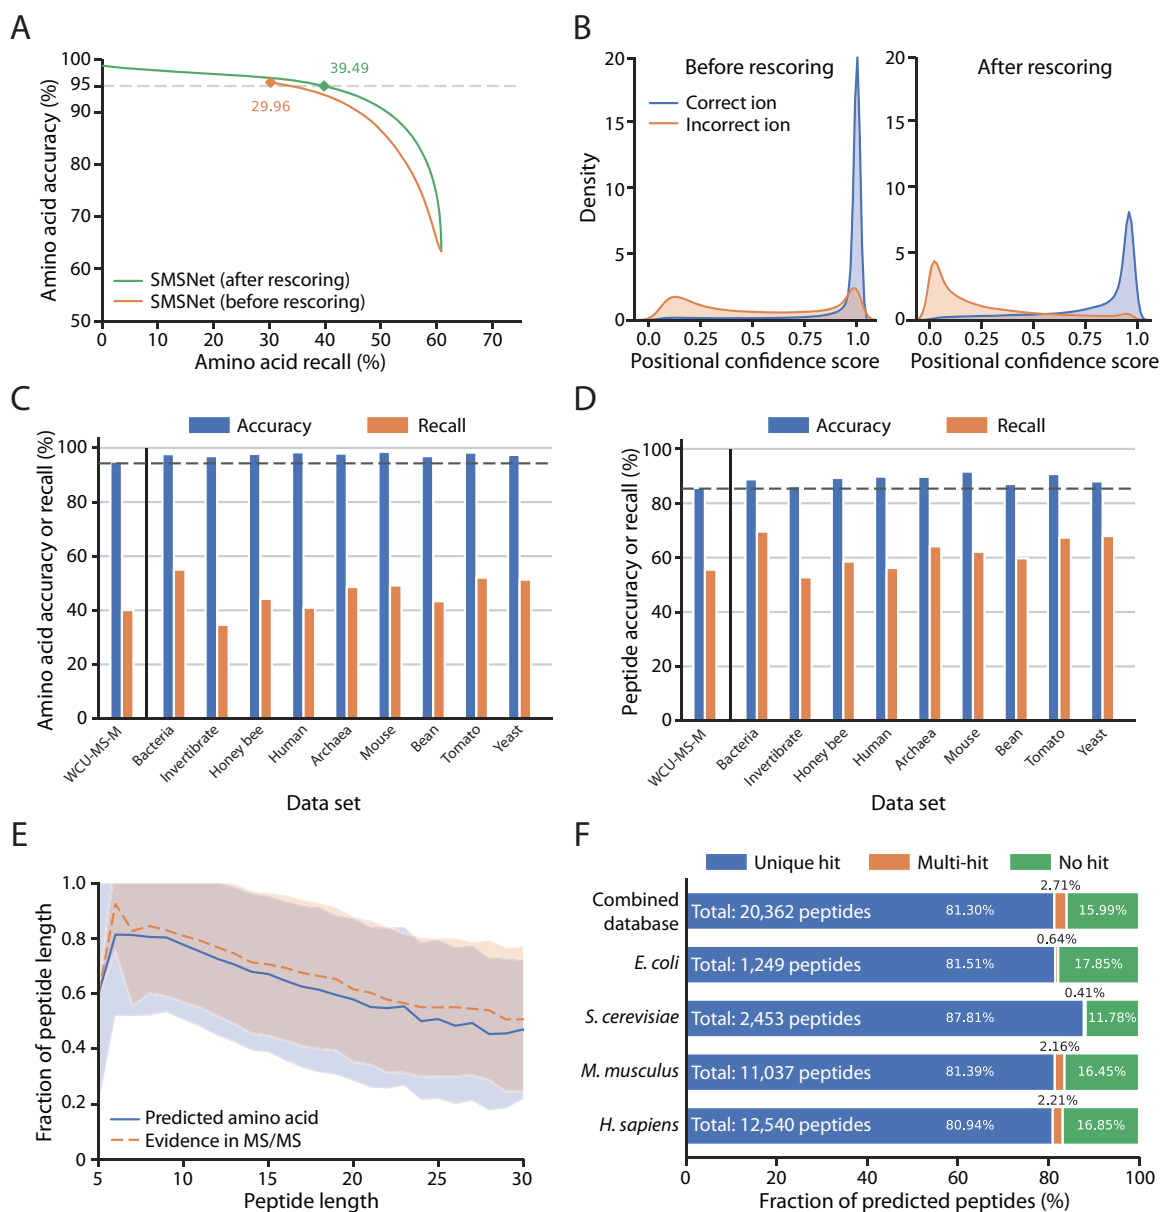 A
100
95
90
80
70
60
50
Amino acid accuracy (%)
39.49
29.96
SMSNet (after rescoring)
SMSNet (before rescoring)
0 10 20 30 40 50 60 70
Amino acid recall (%)
B
20
15
10
5
0
Density
Before rescoring
Correct ion
Incorrect ion
0.0 0.25 0.5 0.75 1.0
Positional confidence score
20
15
10
5
0
After rescoring
0.0 0.25 0.5 0.75 1.0
Positional confidence score
C
Accuracy Recall
100
80
60
40
20
0
Amino acid accuracy or recall (%)
WCU-MS-M
Bacteria
Invertibrate
Honey bee
Human
Archaea
Mouse
Bean
Tomato
Yeast
Data set
D
Accuracy Recall
100
80
60
40
20
0
Peptide accuracy or recall (%)
WCU-MS-M
Bacteria
Invertibrate
Honey bee
Human
Archaea
Mouse
Bean
Tomato
Yeast
Data set
E
1.0
0.8
0.6
0.4
0.2
0
Fraction of peptide length
Predicted amino acid
Evidence in MS/MS
5 10 15 20 25 30
Peptide length
F
Unique hit Multi-hit No hit
2.71%
Combined
database
Total: 20,362 peptides 81.30% 15.99%
0.64%
E. coli Total: 1,249 peptides 81.51% 17.85%
0.41%
S. cerevisiae Total: 2,453 peptides 87.81% 11.78%
2.16%
M. musculus Total: 11,037 peptides 81.39% 16.45%
2.21%
H. sapiens Total: 12,540 peptides 80.94% 16.85%
0 20 40 60 80 100
Fraction of predicted peptides (%)